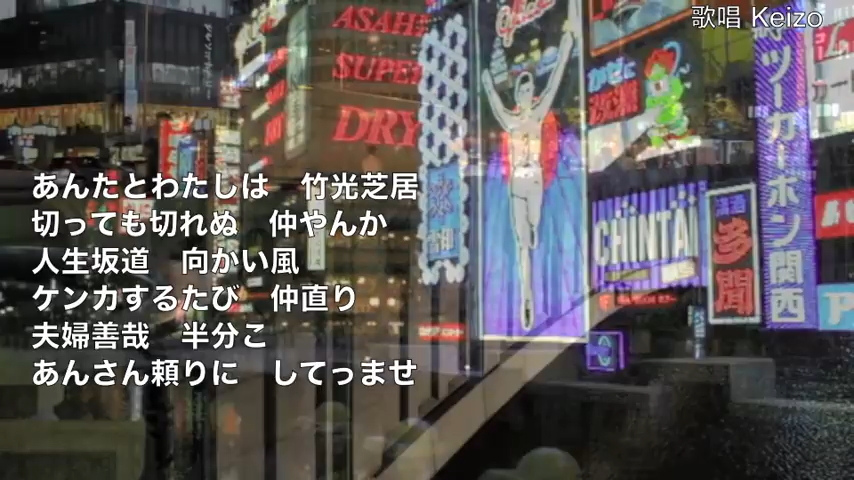 歌唱 Keizo
ASAHI
SUPER
DRY
ツーカーホン関西
CHINTAI
清酒
多聞
あんたとわたしは　竹光芝居
切っても切れぬ　仲やんか
人生坂道　向かい風
ケンカするたび　仲直り
夫婦善哉　半分こ
あんさん頼りに　してっませ